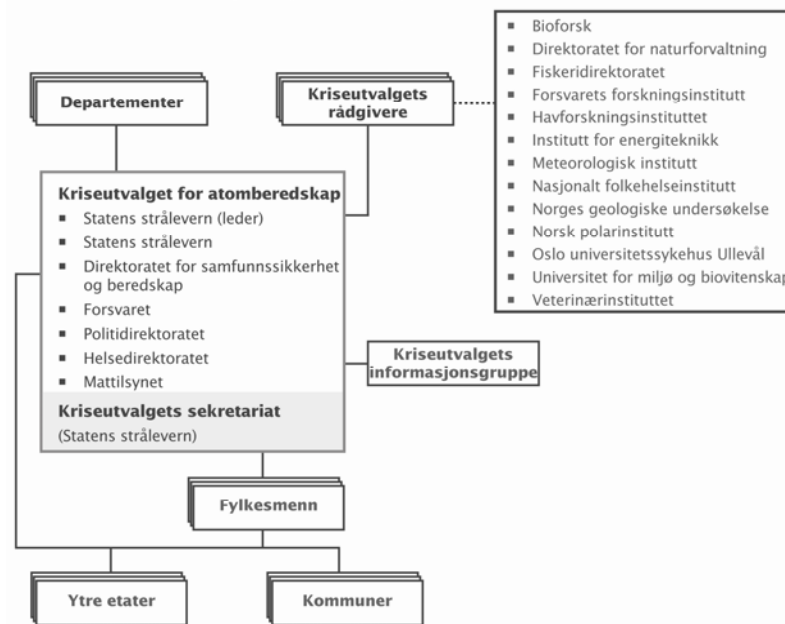 Departementer
Kriseutvalgets
rådgivere
▪ Bioforsk
▪ Direktoratet for naturforvaltning
▪ Fiskeridirektoratet
▪ Forsvarets forskningsinstitutt
▪ Havforskningsinstituttet
▪ Institutt for energiteknikk
▪ Meteorologisk institutt
▪ Nasjonalt folkehelseinstitutt
▪ Norges geologiske undersøkelse
▪ Norsk polarinstitutt
▪ Oslo universitetssykehus Ullevål
▪ Universitet for miljø og biovitenskap
▪ Veterinærinstituttet
Kriseutvalget for atomberedskap
▪ Statens strålevern (leder)
▪ Statens strålevern
▪ Direktoratet for samfunnssikkerhet
og beredskap
▪ Forsvaret
▪ Politidirektoratet
▪ Helsedirektoratet
▪ Mattilsynet
Kriseutvalgets sekretariat
(Statens strålevern)
Kriseutvalgets
informasjonsgruppe
Fylkesmenn
Ytre etater
Kommuner